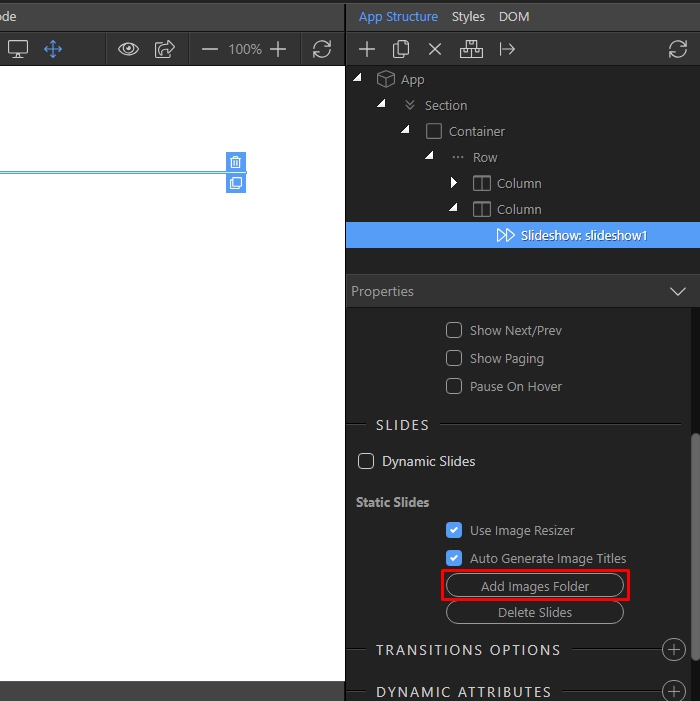 ode
App Structure Styles DOM
100%
App
Section
Container
Row
Column
Column
Slideshow: slideshow1
Properties
Show Next/Prev
Show Paging
Pause On Hover
SLIDES
Dynamic Slides
Static Slides
Use Image Resizer
Auto Generate Image Titles
Add Images Folder
Delete Slides
TRANSITIONS OPTIONS
DYNAMIC ATTRIBUTES